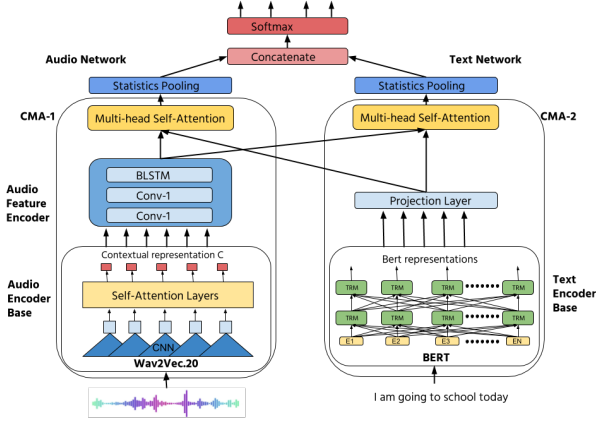 Softmax
Audio Network
Text Network
Concatenate
Statistics Pooling
Statistics Pooling
CMA-1
Multi-head Self-Attention
Multi-head Self-Attention
CMA-2
Audio
Feature
Encoder
BLSTM
Conv-1
Conv-1
Projection Layer
Contextual representation C
Bert representations
Audio
Encoder
Base
Self-Attention Layers
CNN
Wav2Vec.20
TRM
TRM
TRM
TRM
TRM
TRM
TRM
TRM
E1
E2
E3
EN
BERT
Text
Encoder
Base
I am going to school today